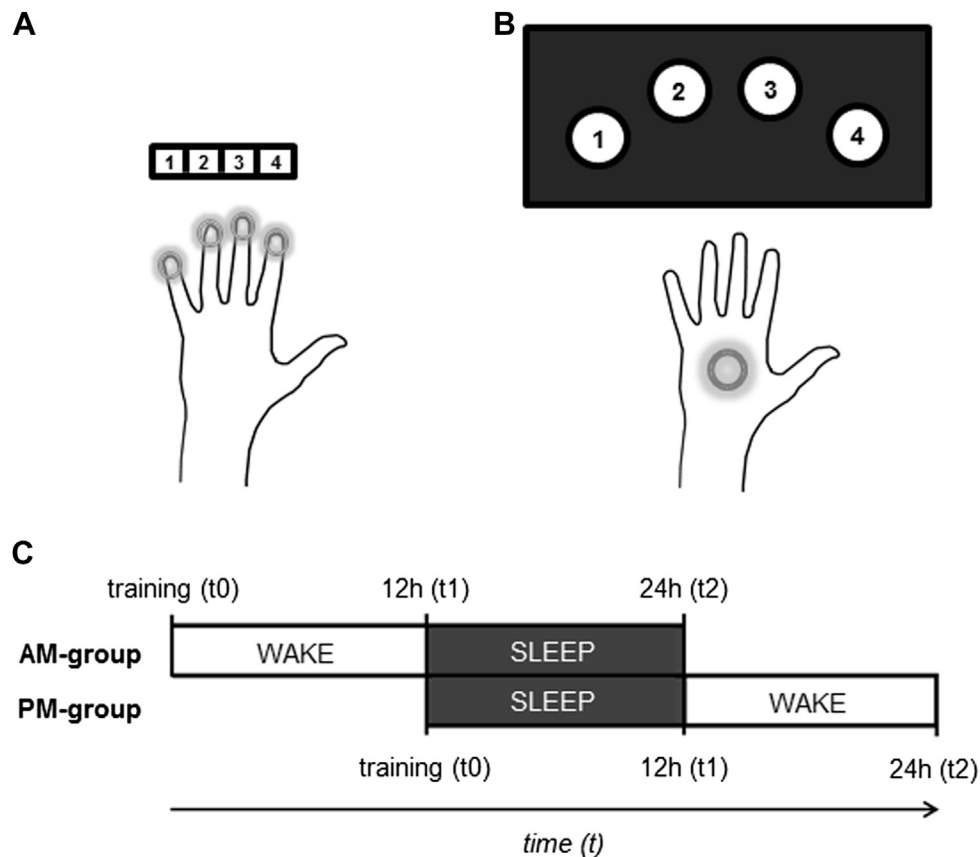 A
1 2 3 4
B
2 3
1 4
C
training (t0) 12h (t1) 24h (t2)
AM-group WAKE SLEEP
PM-group SLEEP WAKE
training (t0) 12h (t1) 24h (t2)
time (t)